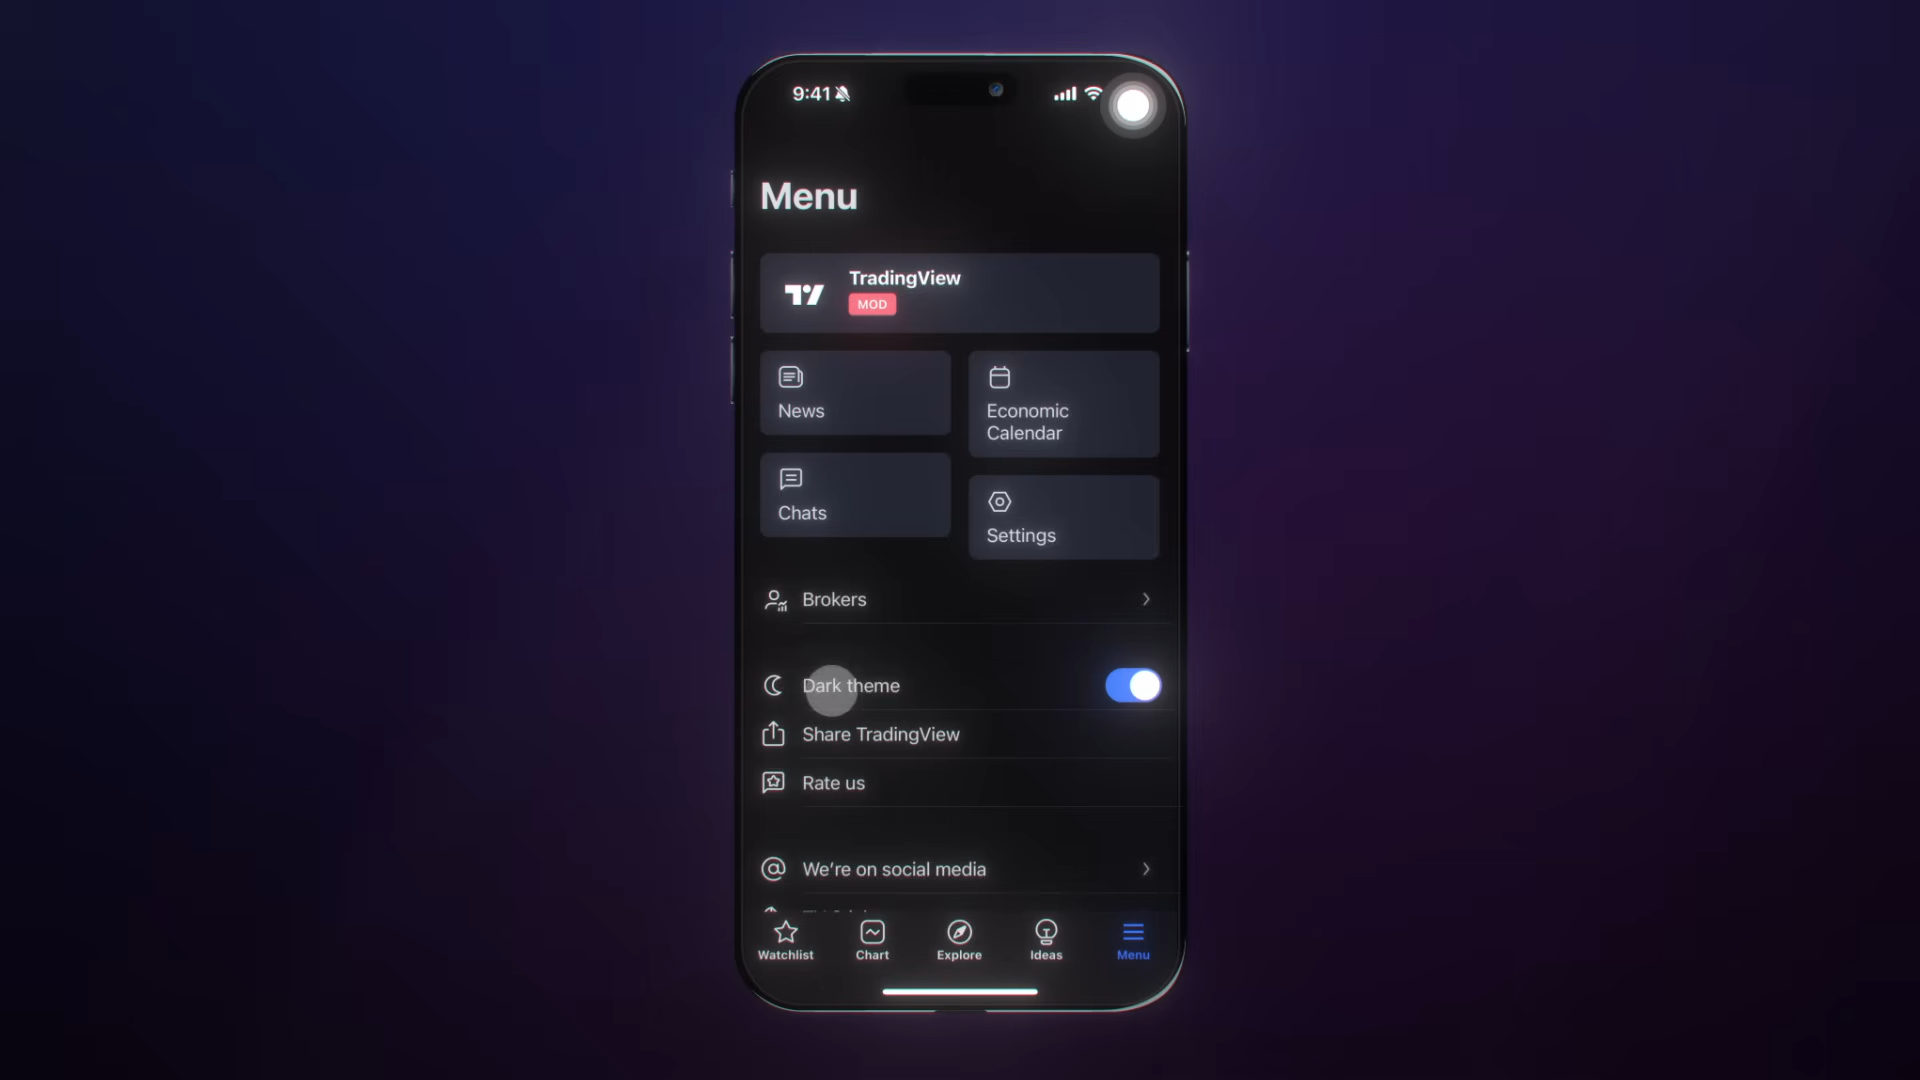 9:41
Menu
TradingView
MOD
News
Economic
Calendar
Chats
Settings
Brokers
Dark theme
Share TradingView
Rate us
We're on social media
Watchlist
Chart
Explore
Ideas
Menu